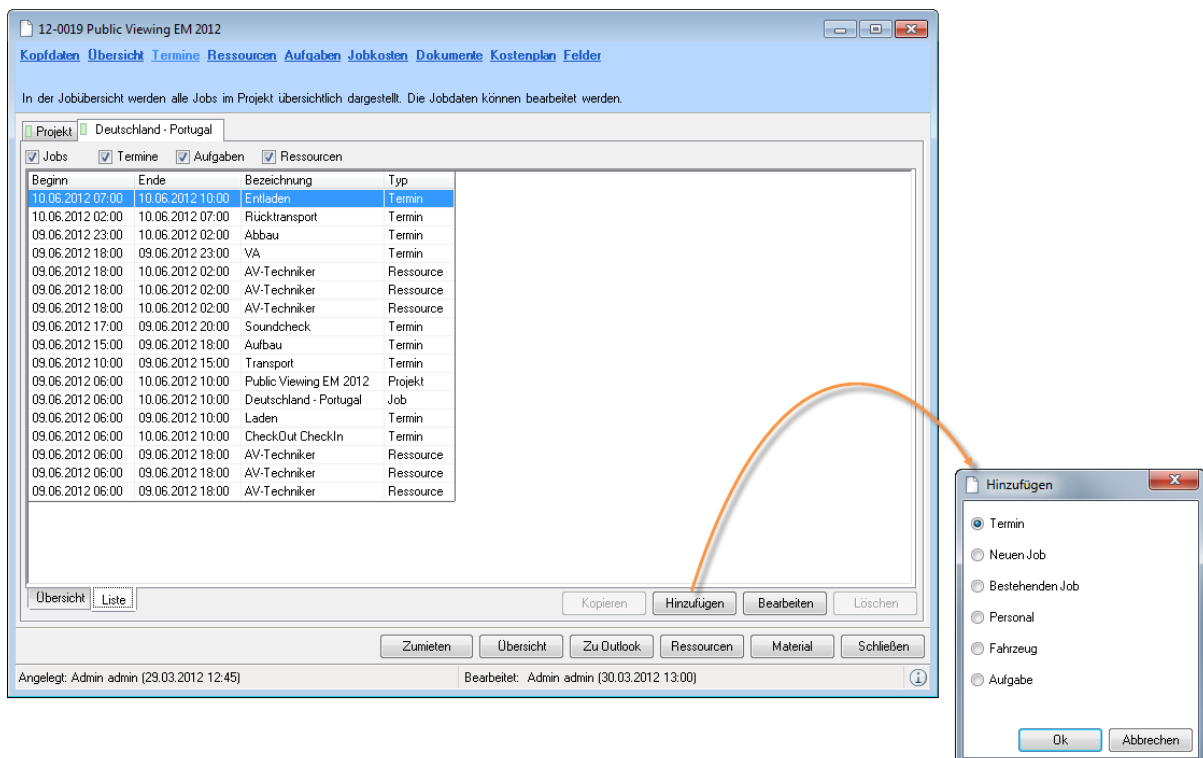 12-0019 Public Viewing EM 2012
Kopfdaten Übersicht Termine Ressourcen Aufgaben Jobkosten Dokumente Kostenplan Felder
In der Jobübersicht werden alle Jobs im Projekt übersichtlich dargestellt. Die Jobdaten können bearbeitet werden.
Projekt Deutschland - Portugal
Jobs Termine Aufgaben Ressourcen
Beginn Ende Bezeichnung Typ
10.06.2012 07:00 10.06.2012 10:00 Entladen Termin
10.06.2012 02:00 10.06.2012 07:00 Rücktransport Termin
09.06.2012 23:00 10.06.2012 02:00 Abbau Termin
09.06.2012 18:00 09.06.2012 23:00 VA Termin
09.06.2012 18:00 10.06.2012 02:00 AV-Techniker Ressource
09.06.2012 18:00 10.06.2012 02:00 AV-Techniker Ressource
09.06.2012 18:00 10.06.2012 02:00 AV-Techniker Ressource
09.06.2012 17:00 09.06.2012 20:00 Soundcheck Termin
09.06.2012 15:00 09.06.2012 18:00 Aufbau Termin
09.06.2012 10:00 09.06.2012 15:00 Transport Termin
09.06.2012 06:00 10.06.2012 10:00 Public Viewing EM 2012 Projekt
09.06.2012 06:00 10.06.2012 10:00 Deutschland - Portugal Job
09.06.2012 06:00 09.06.2012 10:00 Laden Termin
09.06.2012 06:00 10.06.2012 10:00 CheckOut CheckIn Termin
09.06.2012 06:00 09.06.2012 18:00 AV-Techniker Ressource
09.06.2012 06:00 09.06.2012 18:00 AV-Techniker Ressource
09.06.2012 06:00 09.06.2012 18:00 AV-Techniker Ressource
Übersicht Liste
Kopieren Hinzufügen Bearbeiten Löschen
Zumieten Übersicht Zu Outlook Ressourcen Material Schließen
Angelegt: Admin admin (29.03.2012 12:45) Bearbeitet: Admin admin (30.03.2012 13:00)
Hinzufügen
Termin
Neuen Job
Bestehenden Job
Personal
Fahrzeug
Aufgabe
Ok Abbrechen